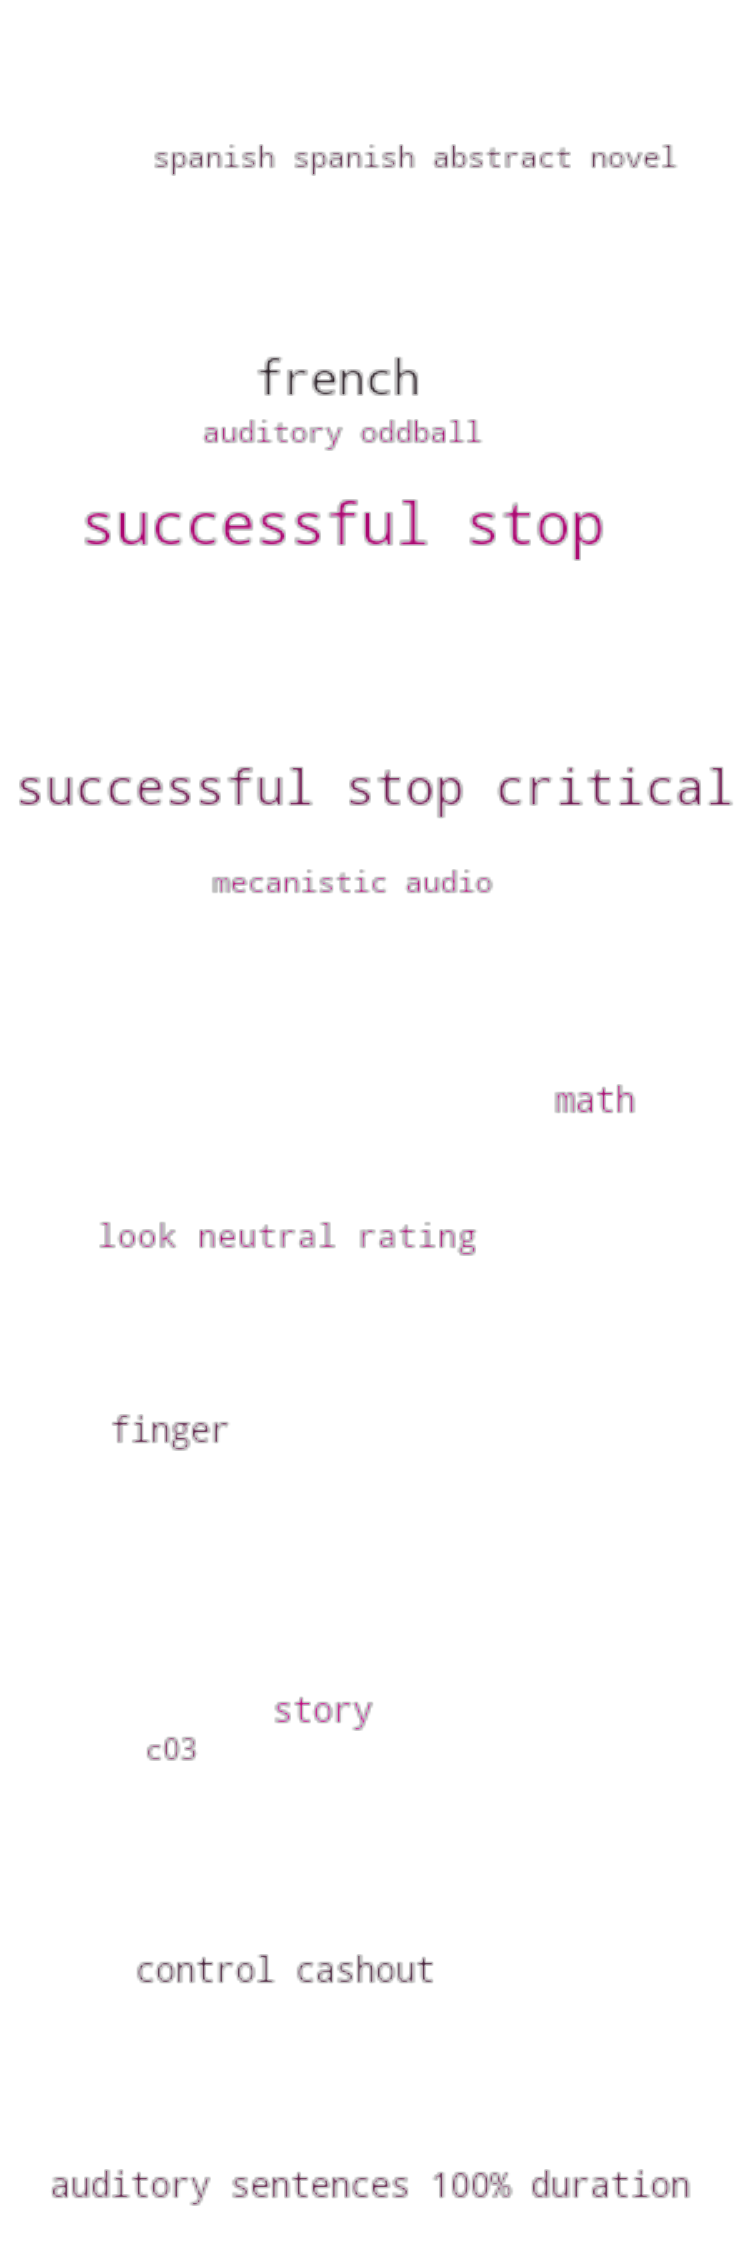 spanish spanish abstract novel
french
auditory oddball
successful stop
successful stop critical
mecanistic audio
math
look neutral rating
finger
story
c03
control cashout
auditory sentences 100% duration